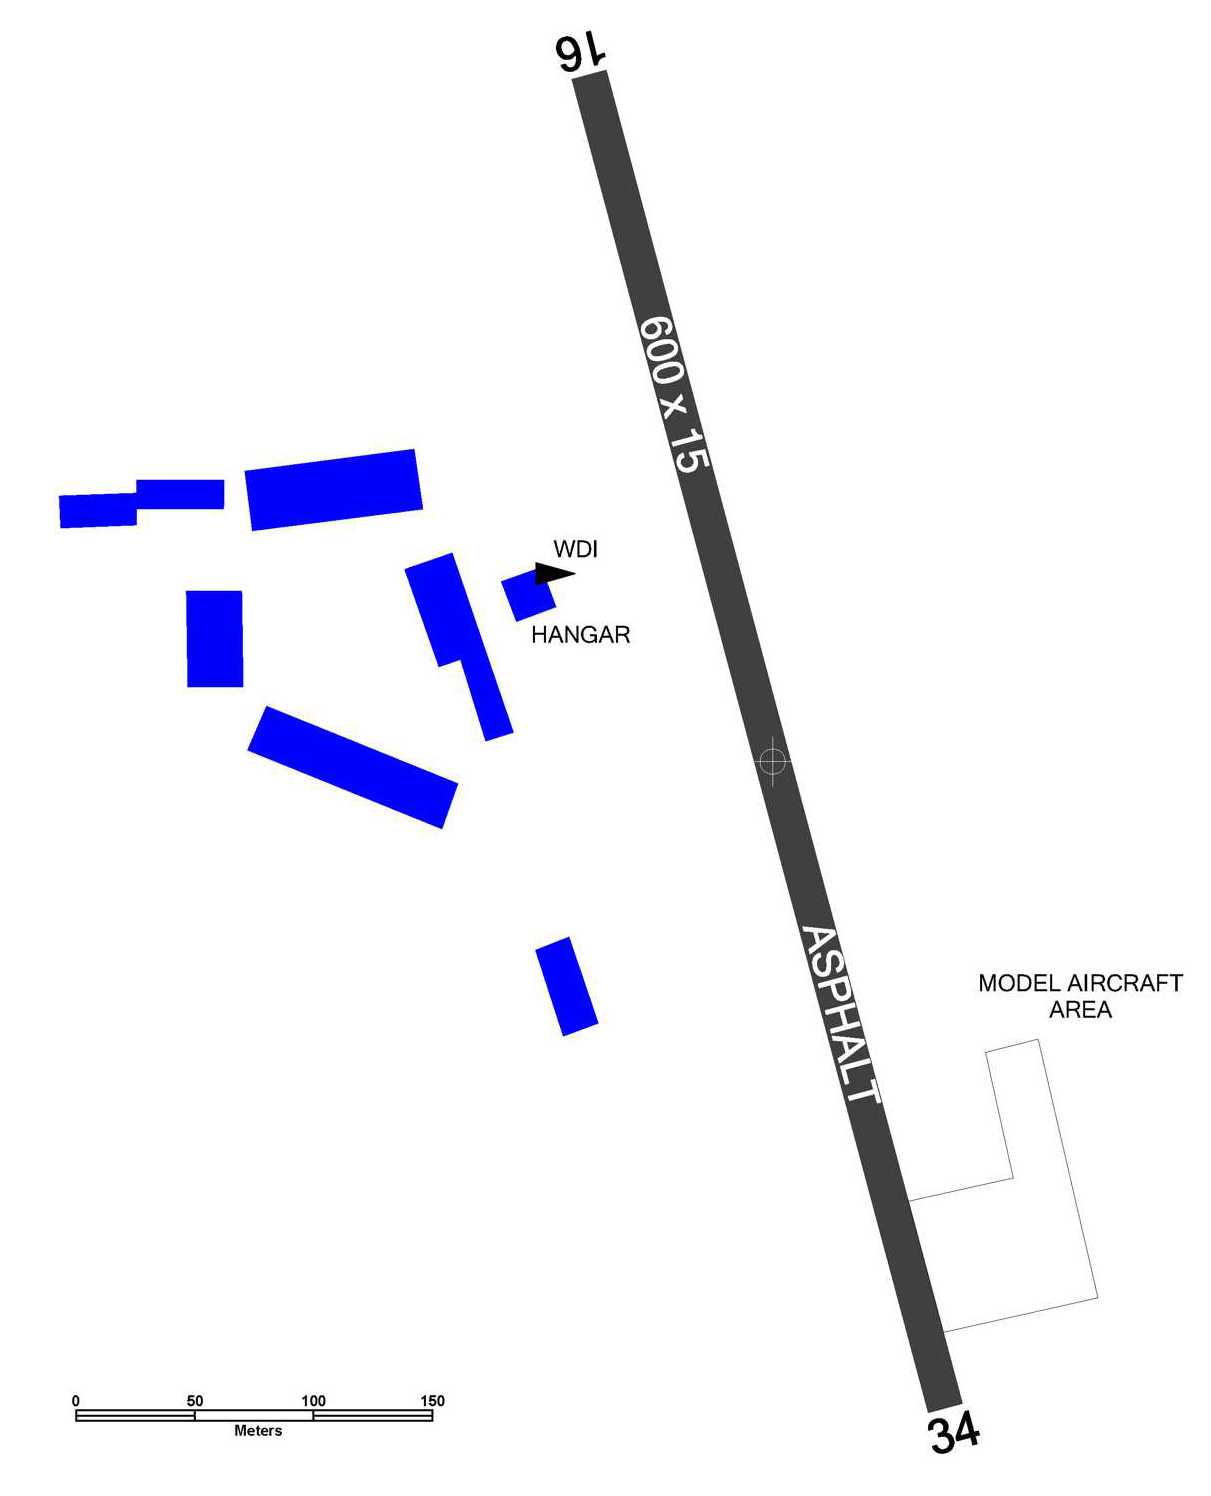 16
600 x 15
WDI
HANGAR
ASPHALT
MODEL AIRCRAFT
AREA
0 50 100 150
Meters
34